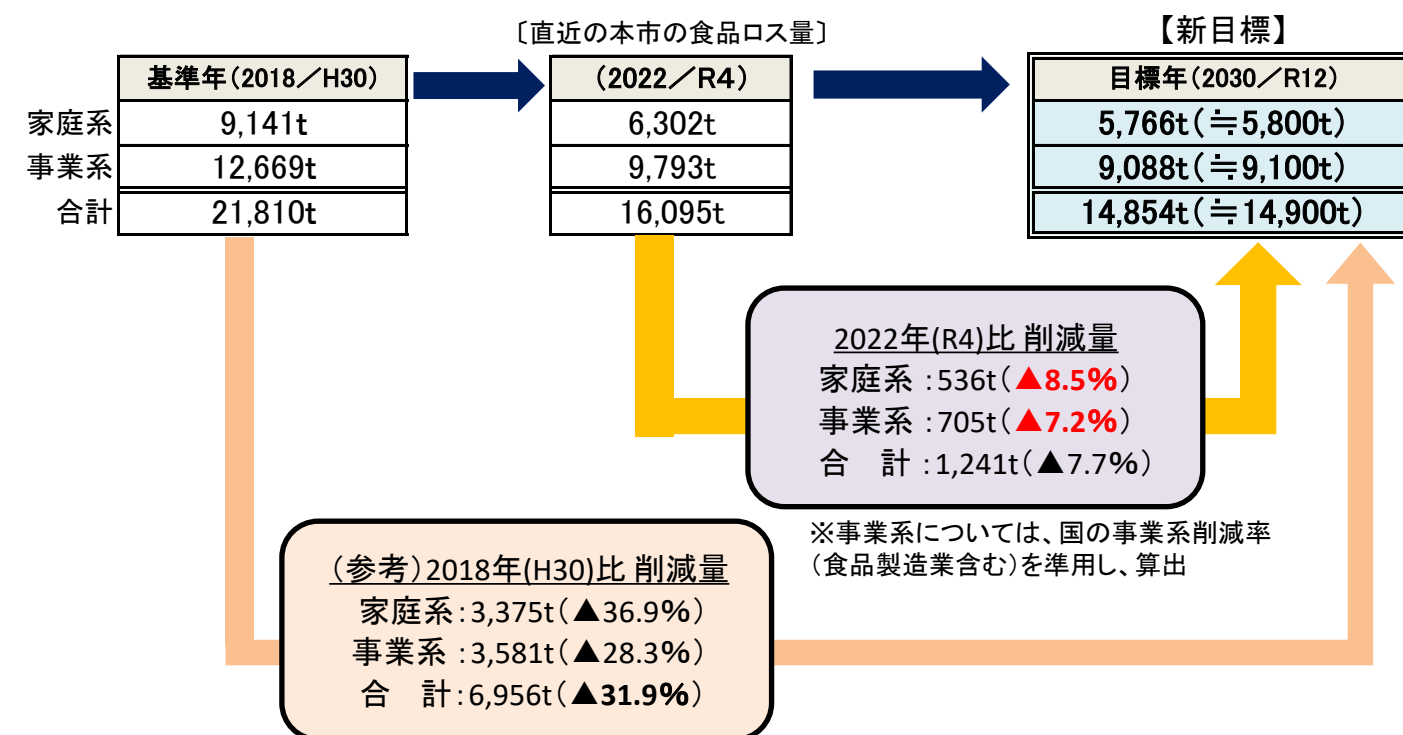 〔直近の本市の食品ロス量〕
【新目標】
基準年(2018/H30)
(2022/R4)
目標年(2030/R12)
家庭系 9,141t 6,302t 5,766t(≒5,800t)
事業系 12,669t 9,793t 9,088t(≒9,100t)
合計 21,810t 16,095t 14,854t(≒14,900t)
2022年(R4)比 削減量
家庭系 :536t(▲8.5%)
事業系 :705t(▲7.2%)
合 計 :1,241t(▲7.7%)
※事業系については、国の事業系削減率
(食品製造業含む)を準用し、算出
(参考)2018年(H30)比 削減量
家庭系:3,375t(▲36.9%)
事業系 :3,581t(▲28.3%)
合 計:6,956t(▲31.9%)